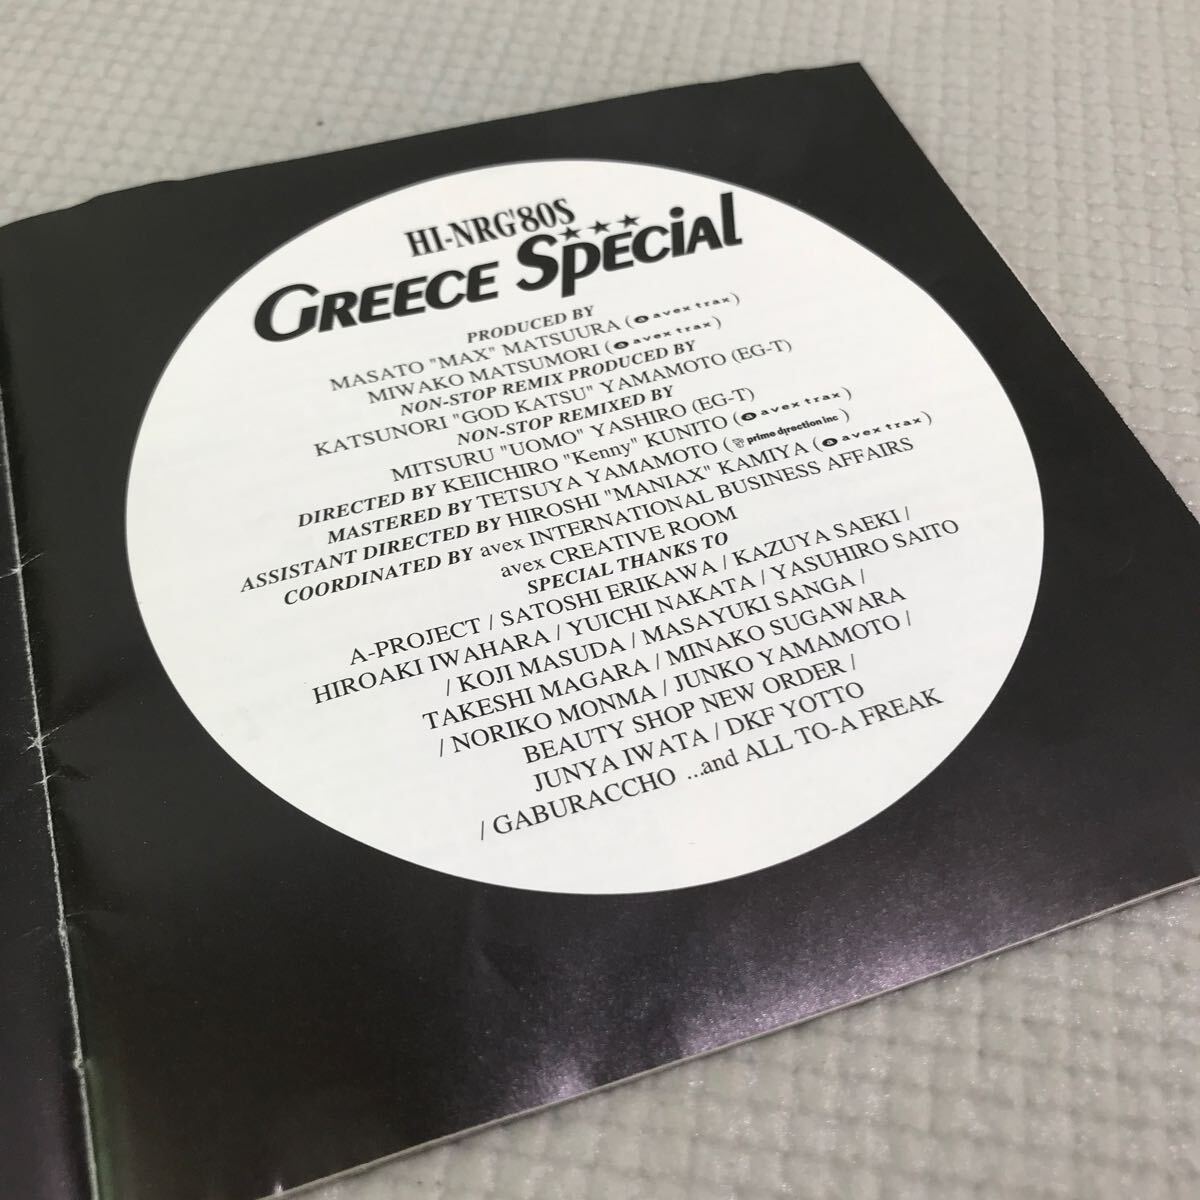 HI-NRG'80S
GREECE SPECIAL
PRODUCED BY
MASATO "MAX" MATSUURA (avex trax)
MIWAKO MATSUMORI (avex trax)
NON-STOP REMIX PRODUCED BY
KATSUNORI "GOD KATSU" YAMAMOTO (EG-T)
NON-STOP REMIXED BY
MITSURU "UOMO" YASHIRO (EG-T)
DIRECTED BY KEIICHIRO "Kenny" KUNITO (avex trax)
MASTERED BY TETSUYA YAMAMOTO (prime direction inc)
ASSISTANT DIRECTED BY HIROSHI "MANIAX" KAMIYA (avex trax)
COORDINATED BY avex INTERNATIONAL BUSINESS AFFAIRS
avex CREATIVE ROOM
SPECIAL THANKS TO
A-PROJECT / SATOSHI ERIKAWA / KAZUYA SAEKI /
HIROAKI IWAHARA / YUICHI NAKATA / YASUHIRO SAITO
/ KOJI MASUDA / MASAYUKI SANGA /
TAKESHI MAGARA / MINAKO SUGAWARA
/ NORIKO MONMA / JUNKO YAMAMOTO /
BEAUTY SHOP NEW ORDER /
JUNYA IWATA / DKF YOTTO
/ GABURACCHO ...and ALL TO-A FREAK